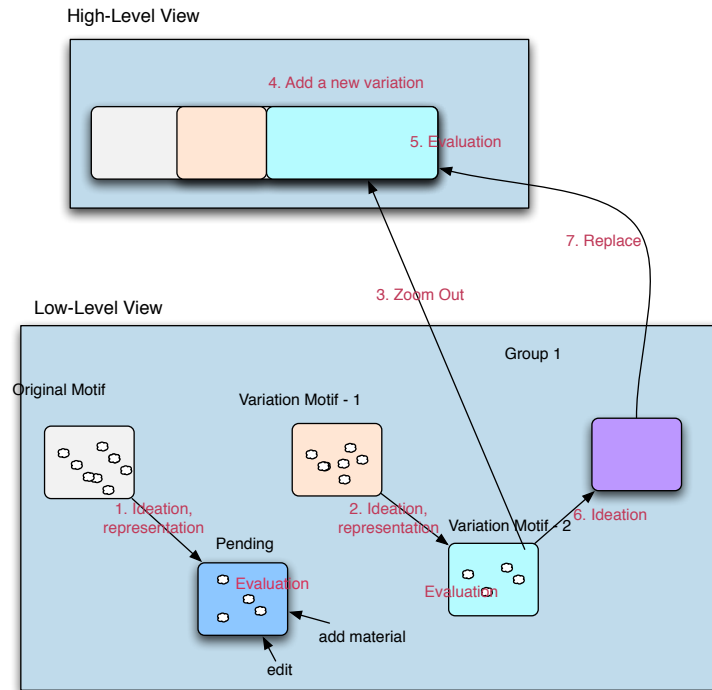 High-Level View
4. Add a new variation
5. Evaluation
7. Replace
3. Zoom Out
Low-Level View
Group 1
Original Motif
Variation Motif - 1
1. Ideation,
representation
2. Ideation,
representation
6. Ideation
Variation Motif - 2
Pending
Evaluation
Evaluation
add material
edit